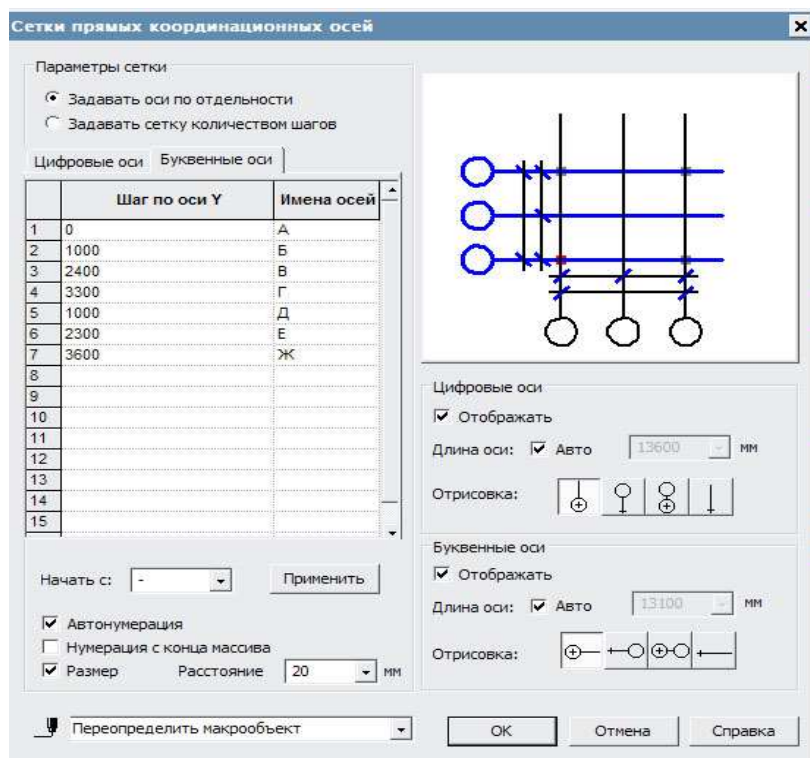 Сетки прямых координационных осей
Параметры сетки
Задавать оси по отдельности
Задавать сетку количеством шагов
Цифровые оси Буквенные оси
Шаг по оси Y Имена осей
1 0 А
2 1000 Б
3 2400 В
4 3300 Г
5 1000 Д
6 2300 Е
7 3600 Ж
8
9
10
11
12
13
14
15
Начать с: - Применить
Автонумерация
Нумерация с конца массива
Размер Расстояние 20 мм
Цифровые оси
Отображать
Длина оси: Авто 13600 мм
Отрисовка:
Буквенные оси
Отображать
Длина оси: Авто 13100 мм
Отрисовка:
Переопределить макрообъект ОК Отмена Справка